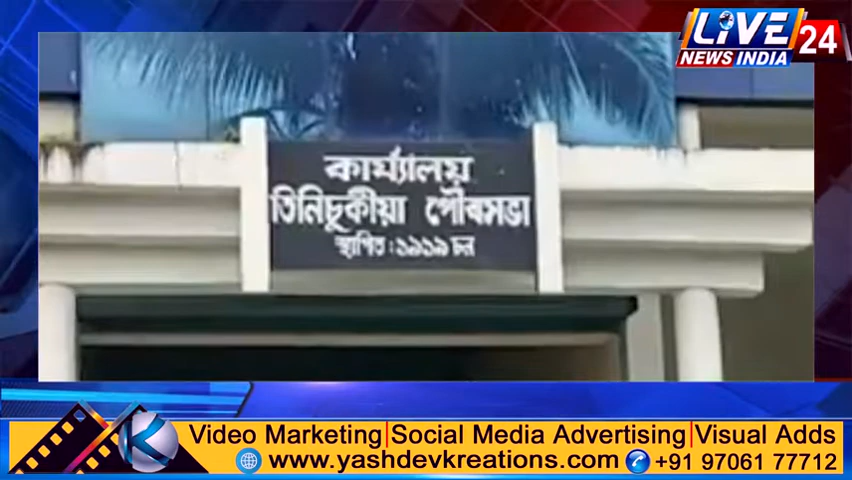 LIVE
NEWS INDIA
24
কাৰ্য্যালয়
তিনিচুকীয়া পৌৰসভা
স্থাপিত : ১৯১৯ চন
Video Marketing|Social Media Advertising|Visual Adds
www.yashdevkreations.com +91 97061 77712